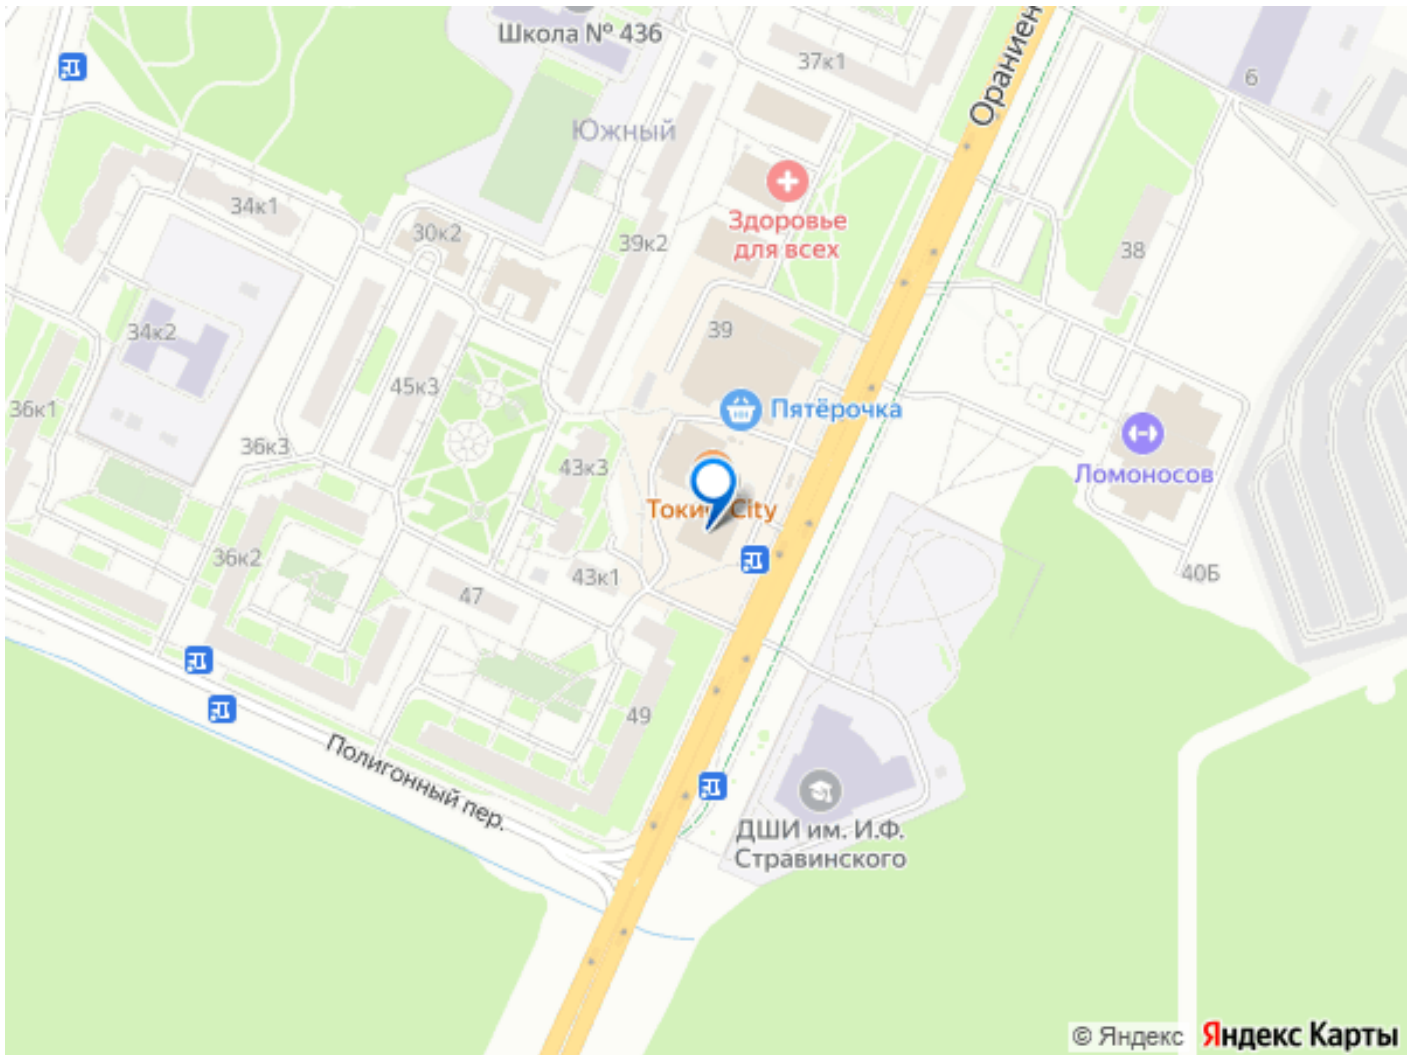 Школа № 436
37к1
Ораниен
6
Южный
34к1
30к2
39к2
Здоровье
для всех
38
34к2
39
36к1
45к3
Пятёрочка
36к3
43к3
Ломоносов
City
36к2
43к1
40Б
47
49
Полигонный пер.
ДШИ им. И.Ф.
Стравинского
© Яндекс Яндекс Карты